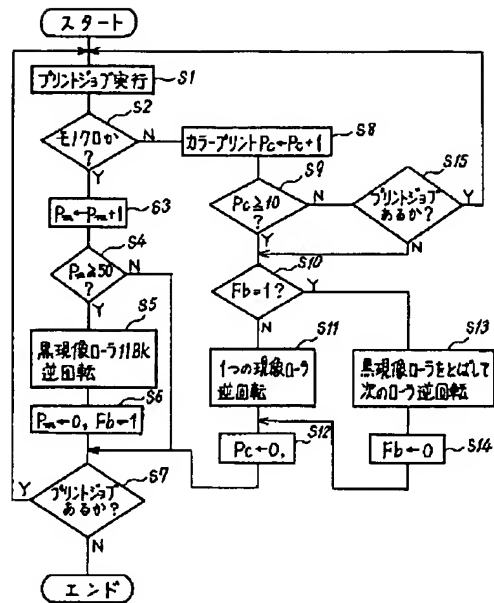 スタート
プリントジョブ実行
S1
S2
モノクロか
?
N
Y
カラープリントPc←Pc+1
S8
S3
Pm←Pm+1
S9
Pc≧10
?
N
Y
S15
プリントジョブ
あるか?
Y
N
S4
Pm≧50
?
N
Y
S10
Fb=1?
Y
N
S5
黒現像ローラ11Bk
逆回転
S11
1つの現像ローラ
逆回転
S13
黒現像ローラをとばして
次のローラ逆回転
S6
Pm←0, Fb←1
Pc←0,
S12
Fb←0
S14
S7
プリントジョブ
あるか?
Y
N
エンド